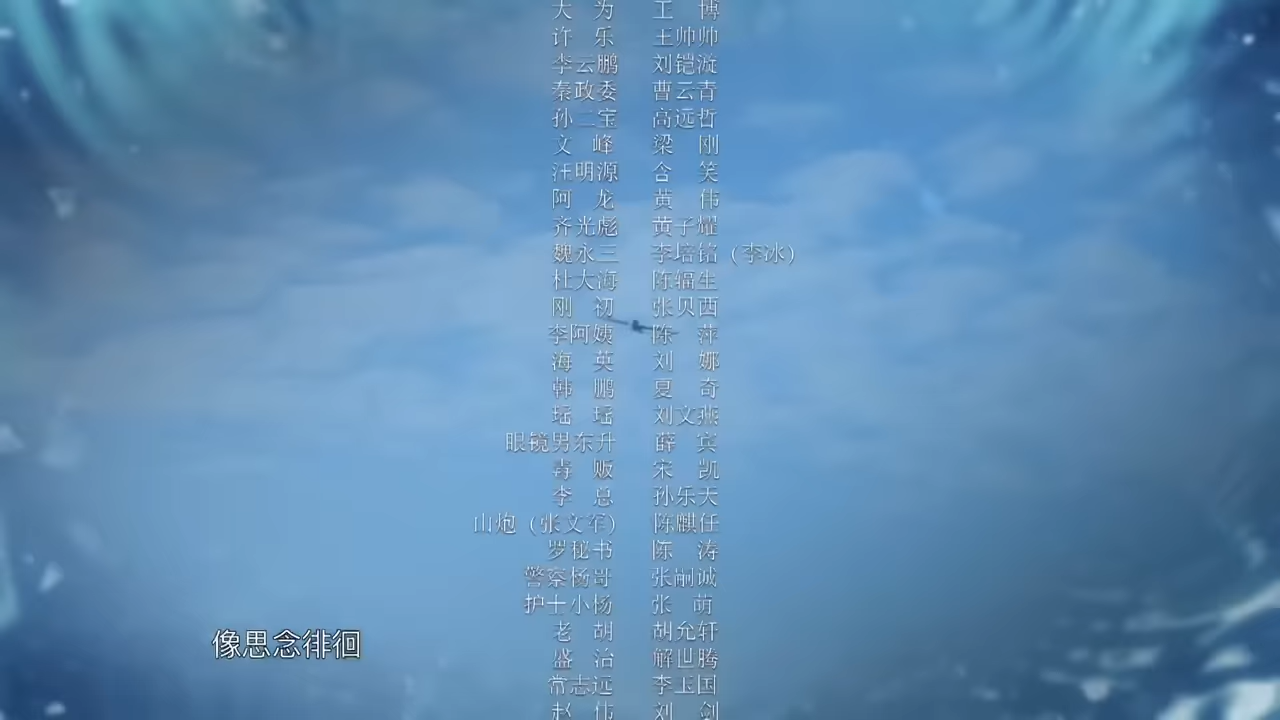 大 为 王 博
许 乐 王帅帅
李云鹏 刘铠漩
秦政委 曹云青
孙二宝 高远哲
文 峰 梁 刚
汪明源 含 笑
阿 龙 黄 伟
齐光彪 黄子耀
魏永三 李培铭（李冰）
杜大海 陈辐生
刚 初 张贝西
李阿姨 陈 萍
海 英 刘 娜
韩 鹏 夏 奇
瑶 瑶 刘文燕
眼镜男东升 薛 宾
毒 贩 宋 凯
李 总 孙乐天
山炮（张文军） 陈麒任
罗秘书 陈 涛
警察杨哥 张嗣诚
护士小杨 张 萌
老 胡 胡允轩
盛 治 解世腾
常志远 李玉国
赵 伟 刘 剑
像思念徘徊